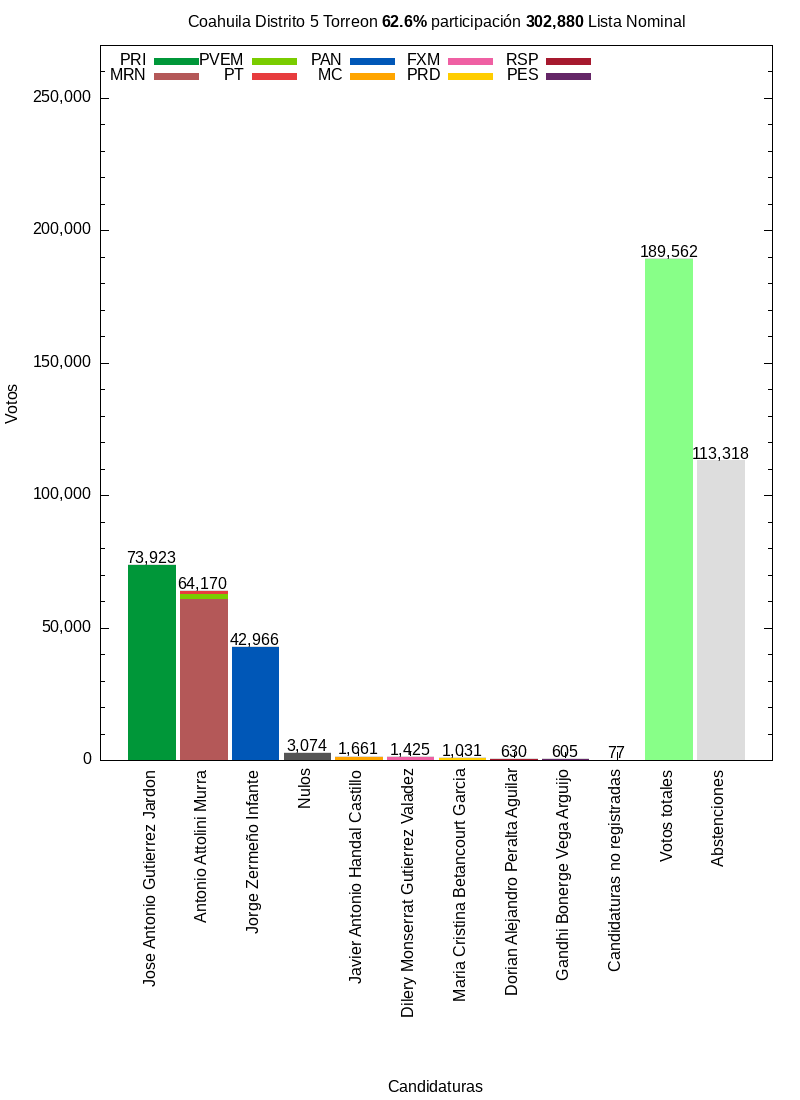 Coahuila Distrito 5 Torreon 62.6% participación 302,880 Lista Nominal
PRI PVEM PAN FXM RSP
MRN PT MC PRD PES
250,000
200,000
150,000
100,000
50,000
0
Votos
73,923
64,170
42,966
3,074
1,661
1,425
1,031
630
605
77
189,562
113,318
Jose Antonio Gutierrez Jardon
Antonio Attolini Murra
Jorge Zermeño Infante
Nulos
Javier Antonio Handal Castillo
Dilery Monserrat Gutierrez Valadez
Maria Cristina Betancourt Garcia
Dorian Alejandro Peralta Aguilar
Gandhi Bonerge Vega Arguijo
Candidaturas no registradas
Votos totales
Abstenciones
Candidaturas